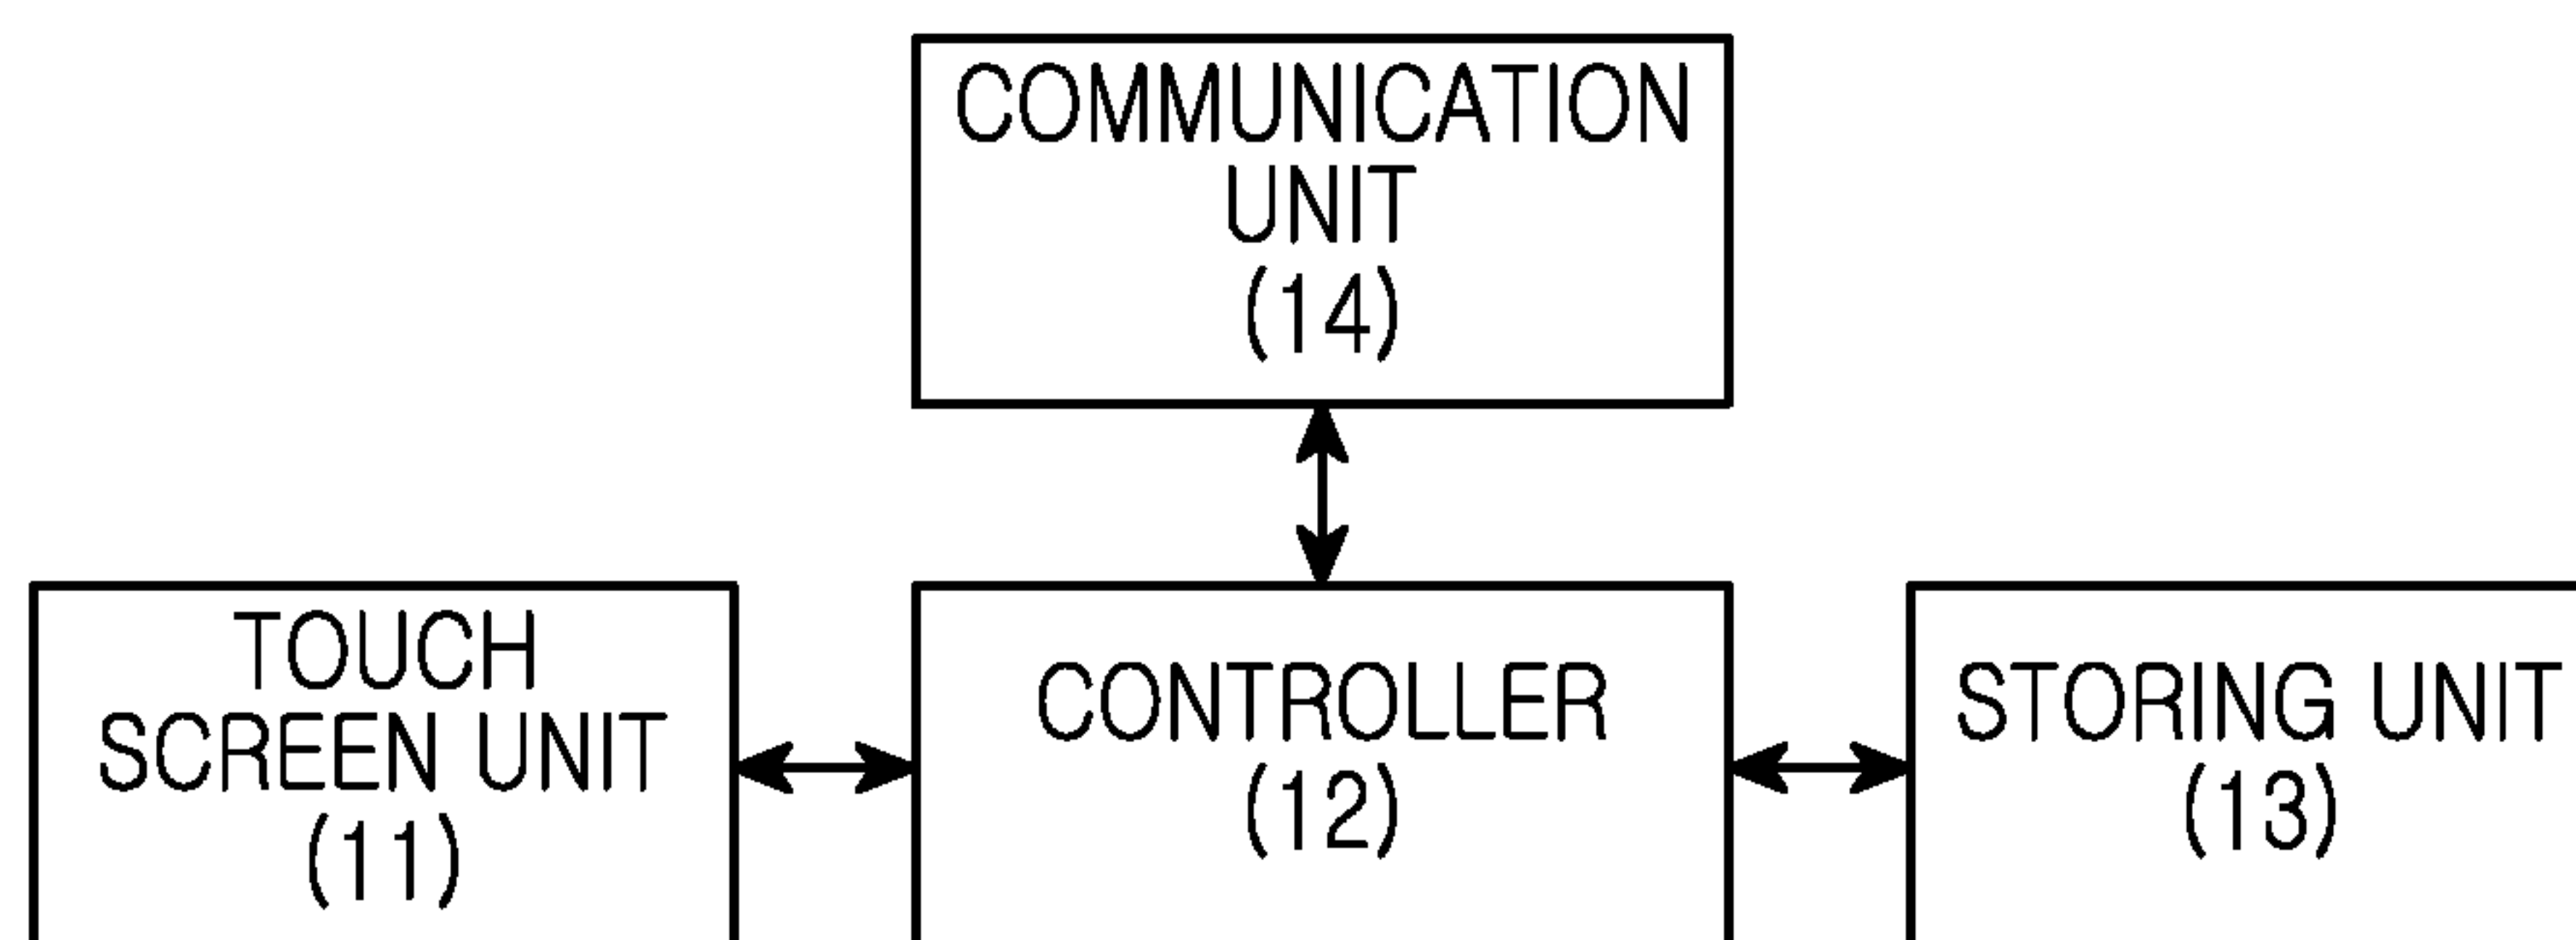 COMMUNICATION
UNIT
(14)
TOUCH
SCREEN UNIT
(11)
CONTROLLER
(12)
STORING UNIT
(13)